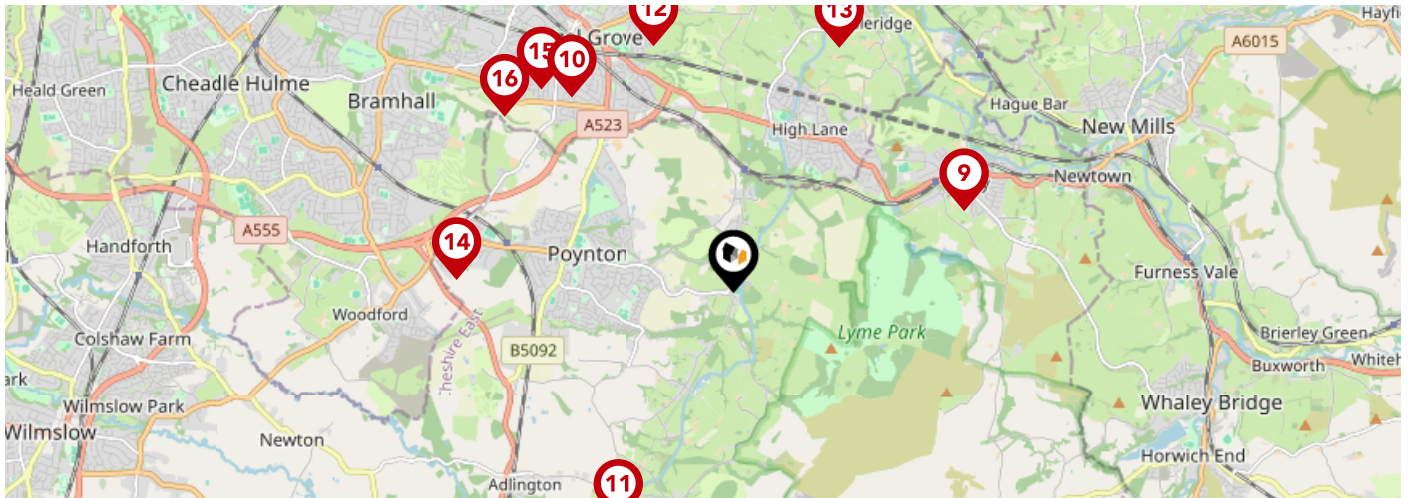 12
13
Hayfi
15
el Grove
eridge
A6015
10
16
Cheadle Hulme
Heald Green
Bramhall
Hague Bar
A523
High Lane
New Mills
9
Newtown
A555
14
Handforth
Poynton
Furness Vale
Woodford
Lyme Park
Brierley Green
Colshaw Farm
Cheshire East
B5092
Whiteh
Buxworth
ark
Wilmslow Park
Whaley Bridge
Wilmslow
Newton
Horwich End
11
Adlington